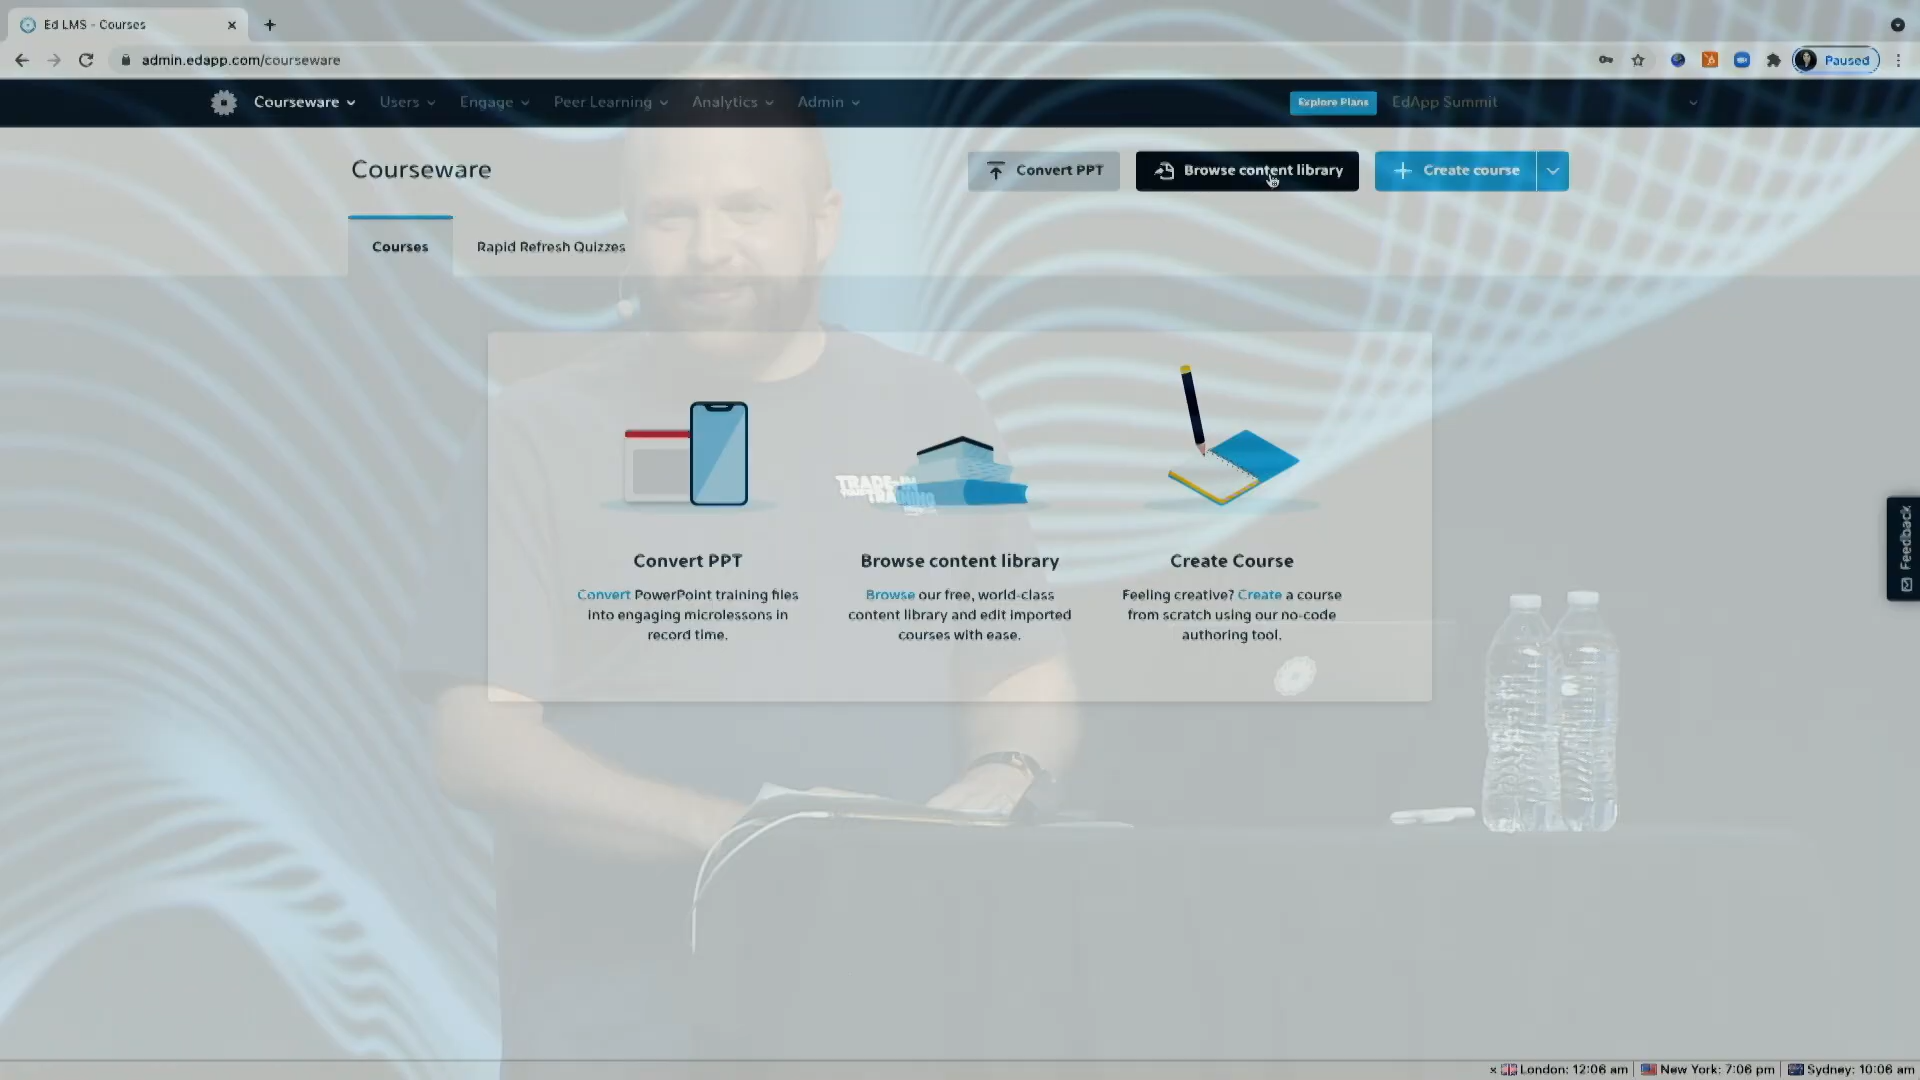 Ed LMS - Courses
admin.edapp.com/courseware
Paused
Courseware
Users
Engage
Peer Learning
Analytics
Admin
Explore Plans
EdApp Summit
Courseware
Convert PPT
Browse content library
Create course
Courses
Rapid Refresh Quizzes
TRADE-IN
YOUR
TRAINING
Convert PPT
Convert PowerPoint training files
into engaging microlessons in
record time.
Browse content library
Browse our free, world-class
content library and edit imported
courses with ease.
Create Course
Feeling creative? Create a course
from scratch using our no-code
authoring tool.
Feedback
London: 12:06 am
New York: 7:06 pm
Sydney: 10:06 am